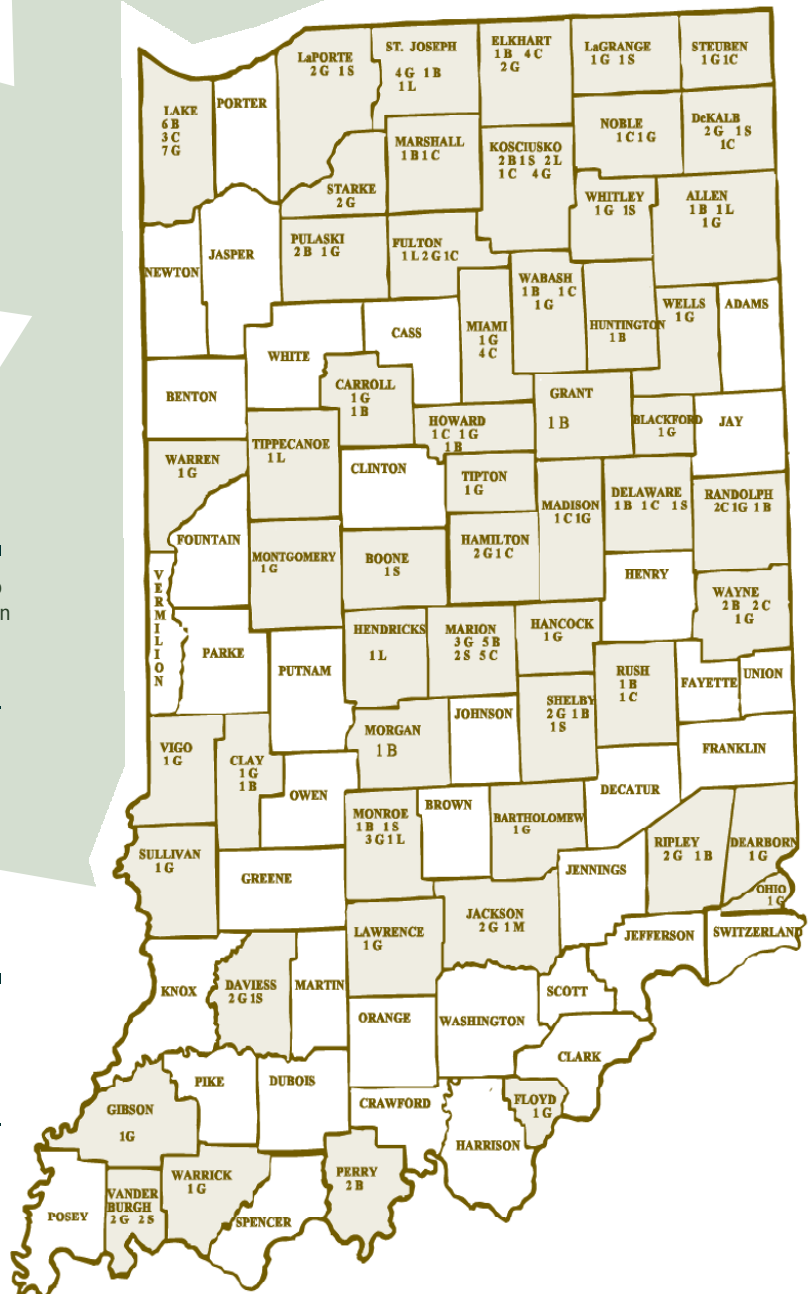 LaPORTE
2 G 1 S
ST. JOSEPH
4 G 1 B
1 L
ELKHART
1 B 4 C
2 G
LaGRANGE
1 G 1 S
STEUBEN
1 G 1C
LAKE
6 B
3 C
7 G
PORTER
MARSHALL
1 B 1 C
KOSCIUSKO
2 B 1 S 2 L
1 C 4 G
NOBLE
1 C 1 G
DeKALB
2 G 1 S
1C
STARKE
2 G
WHITLEY
1 G 1S
ALLEN
1 B 1 L
1 G
NEWTON
JASPER
PULASKI
2 B 1 G
FULTON
1 L 2 G 1C
WABASH
1 B 1 C
1 G
HUNTINGTON
1 B
WELLS
1 G
ADAMS
WHITE
CASS
MIAMI
1 G
4 C
BENTON
CARROLL
1 G
1 B
GRANT
1 B
HOWARD
1 C 1 G
1 B
BLACKFORD
1 G
JAY
WARREN
1 G
TIPPECANOE
1 L
CLINTON
TIPTON
1 G
MADISON
1 C 1G
DELAWARE
1 B 1 C 1 S
RANDOLPH
2C 1G 1 B
FOUNTAIN
MONTGOMERY
1 G
BOONE
1 S
HAMILTON
2 G 1 C
HENRY
V
E
R
M
I
L
I
O
N
WAYNE
2 B 2 C
1 G
PARKE
PUTNAM
HENDRICKS
1 L
MARION
3 G 5 B
2 S 5 C
HANCOCK
1 G
RUSH
1 B
1 C
FAYETTE
UNION
SHELBY
2 G 1 B
1 S
JOHNSON
MORGAN
1 B
VIGO
1 G
CLAY
1 G
1 B
OWEN
FRANKLIN
DECATUR
MONROE
1 B 1 S
3 G 1 L
BROWN
BARTHOLOMEW
1 G
RIPLEY
2 G 1 B
DEARBORN
1 G
SULLIVAN
1 G
GREENE
JENNINGS
OHIO
1 G
LAWRENCE
1 G
JACKSON
2 G 1 M
JEFFERSON
SWITZERLAND
KNOX
DAVIESS
2 G 1S
MARTIN
ORANGE
WASHINGTON
SCOTT
CLARK
PIKE
DUBOIS
CRAWFORD
FLOYD
1 G
GIBSON
1G
HARRISON
WARRICK
1 G
PERRY
2 B
POSEY
VANDER
BURGH
2 G 2 S
SPENCER
n